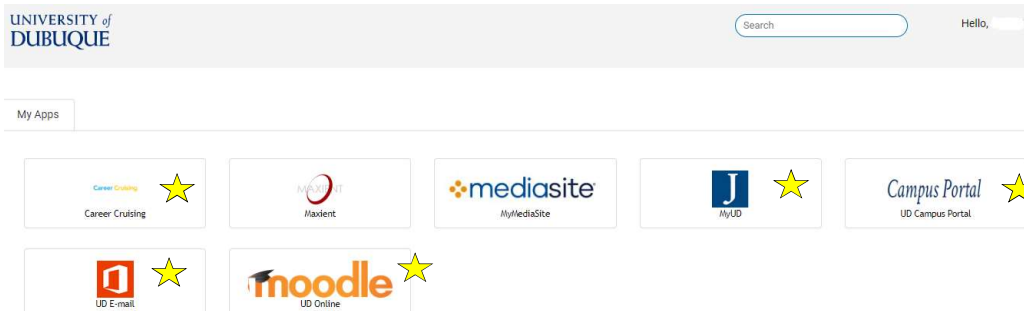 UNIVERSITY of
DUBUQUE
Search
Hello,
My Apps
Career Cruising
Career Cruising
MAXIENT
Maxient
mediasite
MyMediaSite
J
MyUD
Campus Portal
UD Campus Portal
UD E-mail
moodle
UD Online